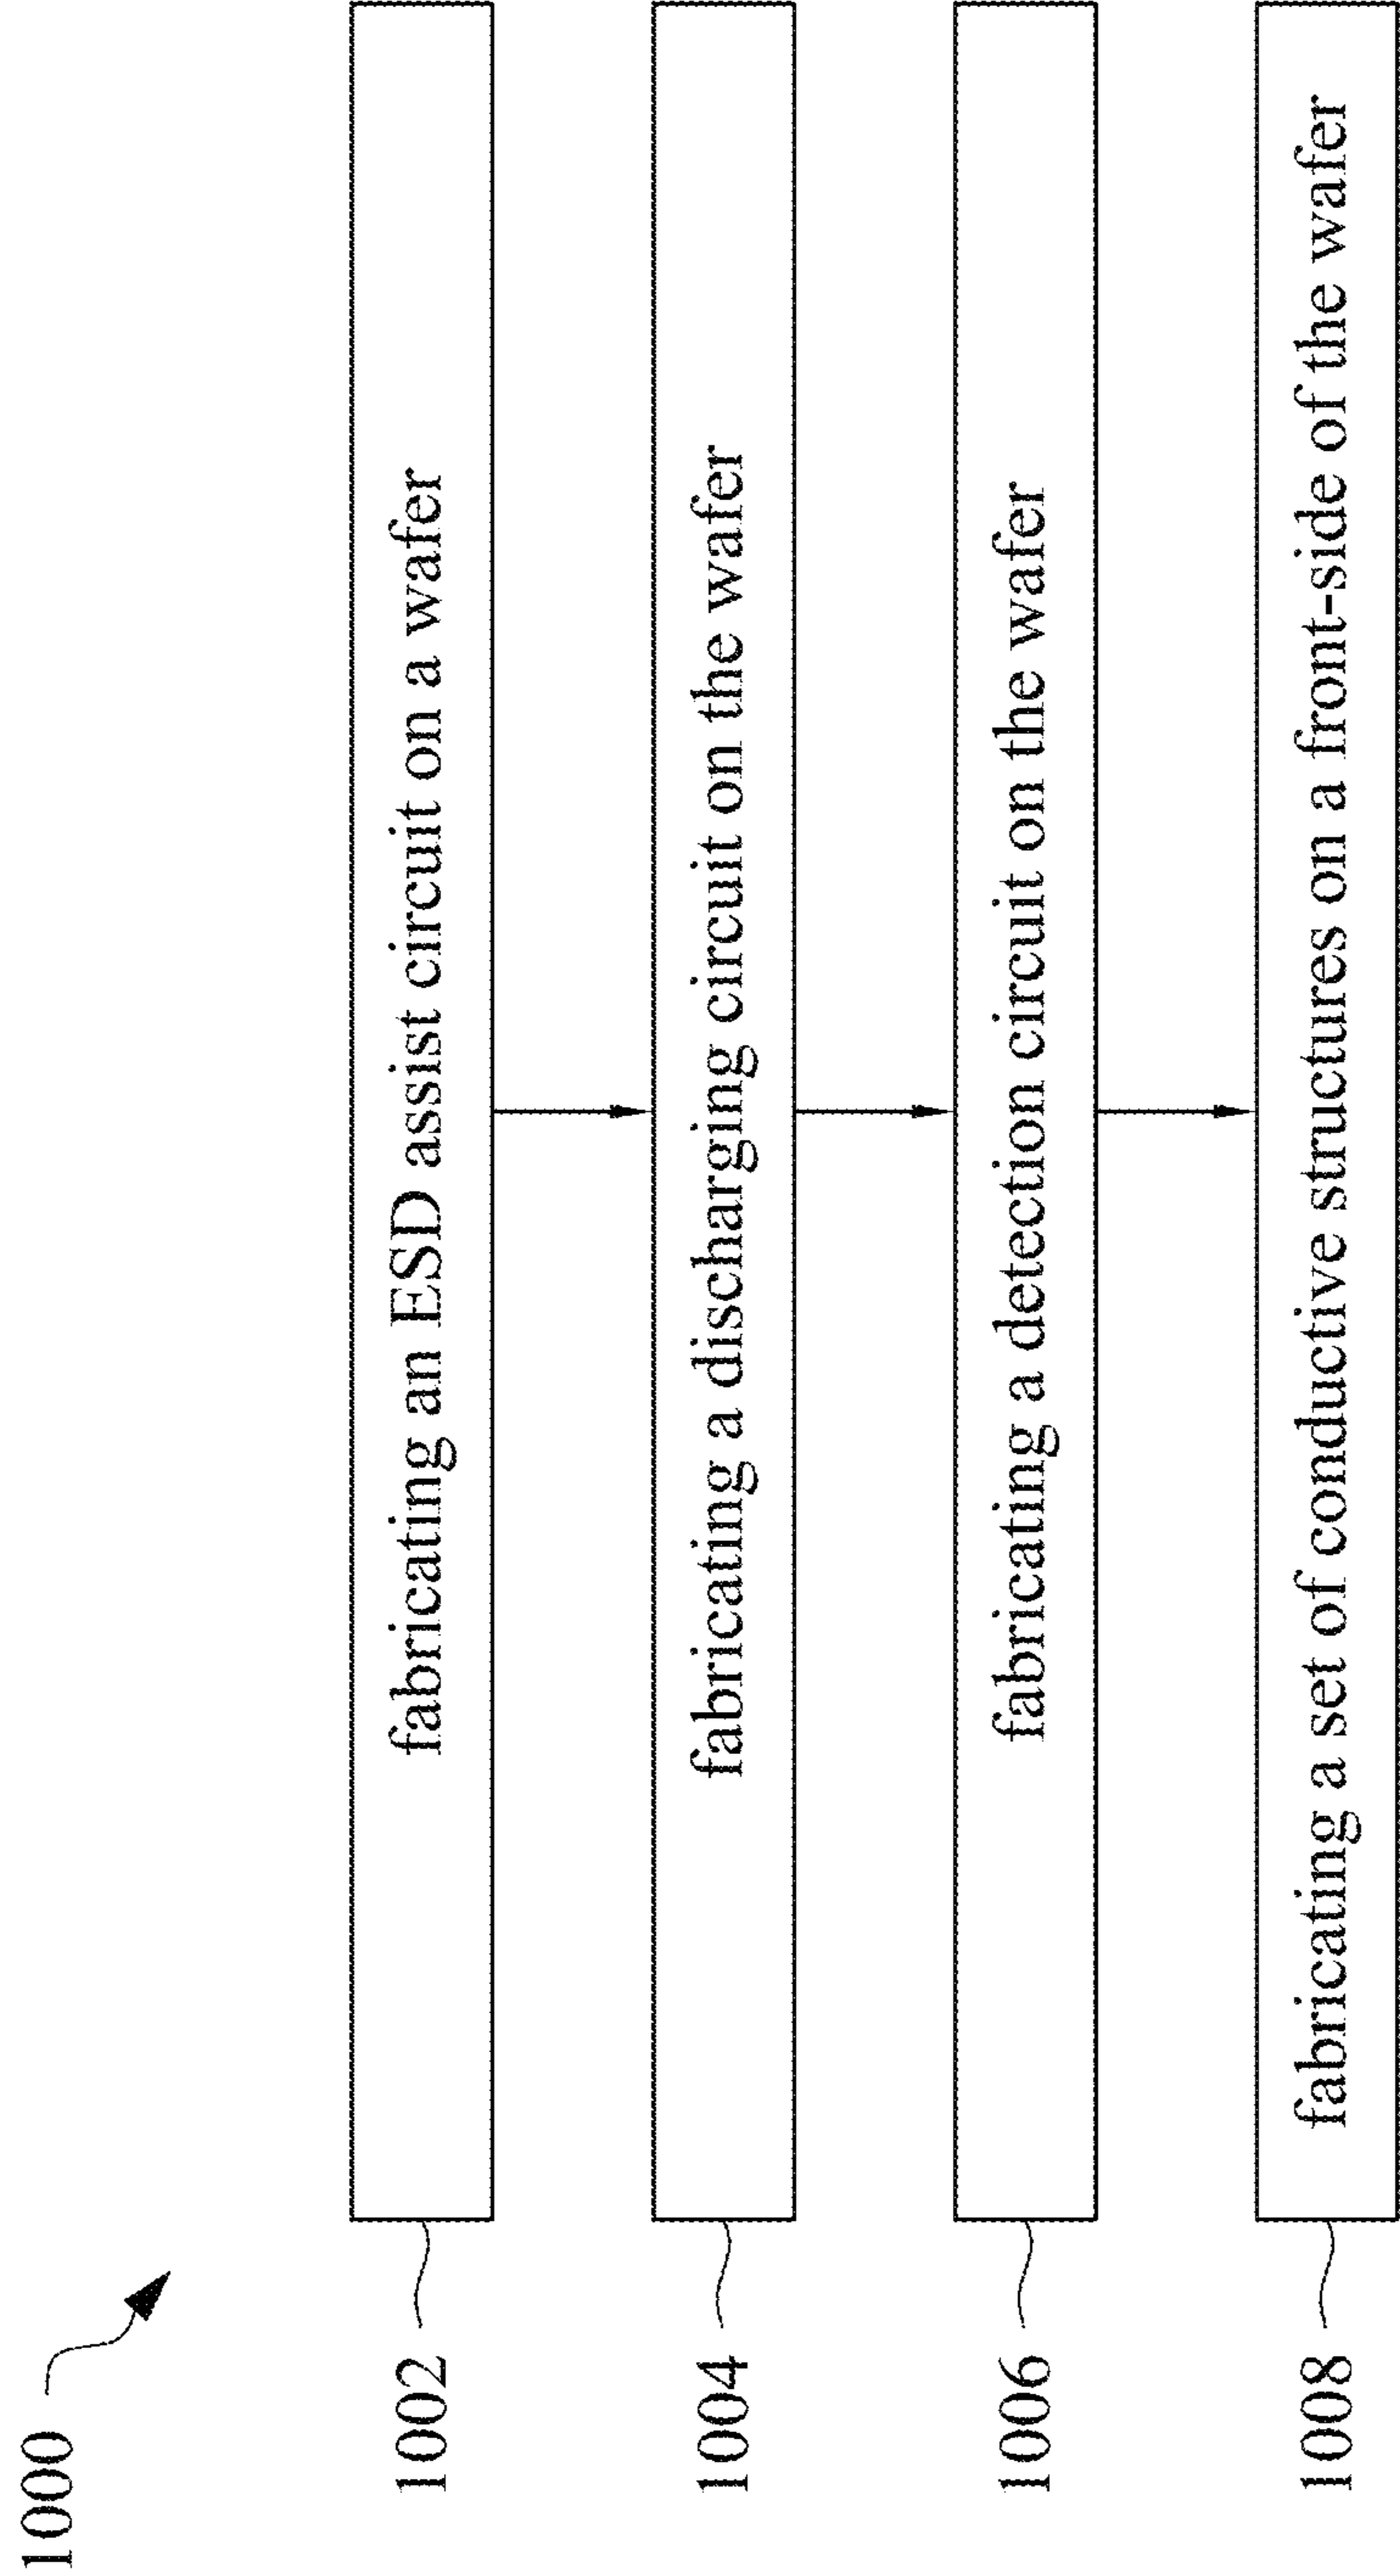 1000
1002
fabricating an ESD assist circuit on a wafer
1004
fabricating a discharging circuit on the wafer
1006
fabricating a detection circuit on the wafer
1008
fabricating a set of conductive structures on a front-side of the wafer